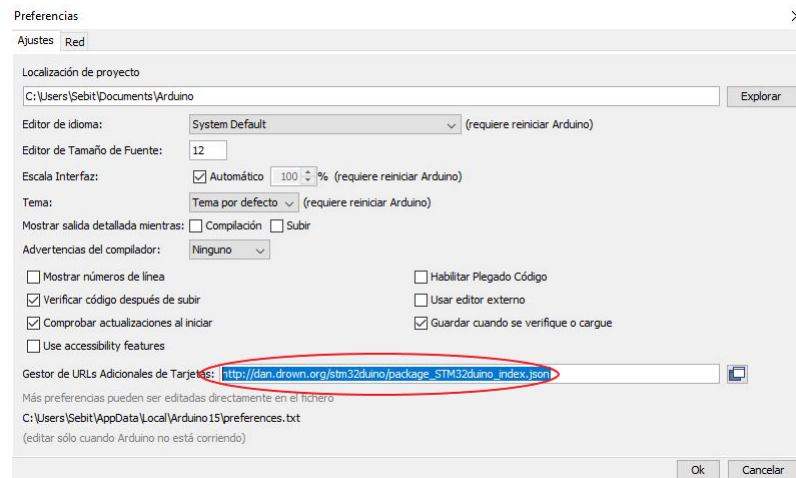 Preferencias
Ajustes Red
Localización de proyecto
C:\Users\Sebit\Documents\Arduino Explorar
Editor de idioma: System Default (requiere reiniciar Arduino)
Editor de Tamaño de Fuente: 12
Escala Interfaz: Automático 100 % (requiere reiniciar Arduino)
Tema: Tema por defecto (requiere reiniciar Arduino)
Mostrar salida detallada mientras: Compilación Subir
Advertencias del compilador: Ninguno
Mostrar números de línea Habilitar Plegado Código
Verificar código después de subir Usar editor externo
Comprobar actualizaciones al iniciar Guardar cuando se verifique o cargue
Use accessibility features
Gestor de URLs Adicionales de Tarjetas: http://dan.drown.org/stm32duino/package_STM32duino_index.json
Más preferencias pueden ser editadas directamente en el fichero
C:\Users\Sebit\AppData\Local\Arduino15\preferences.txt
(editar sólo cuando Arduino no está corriendo)
Ok Cancelar